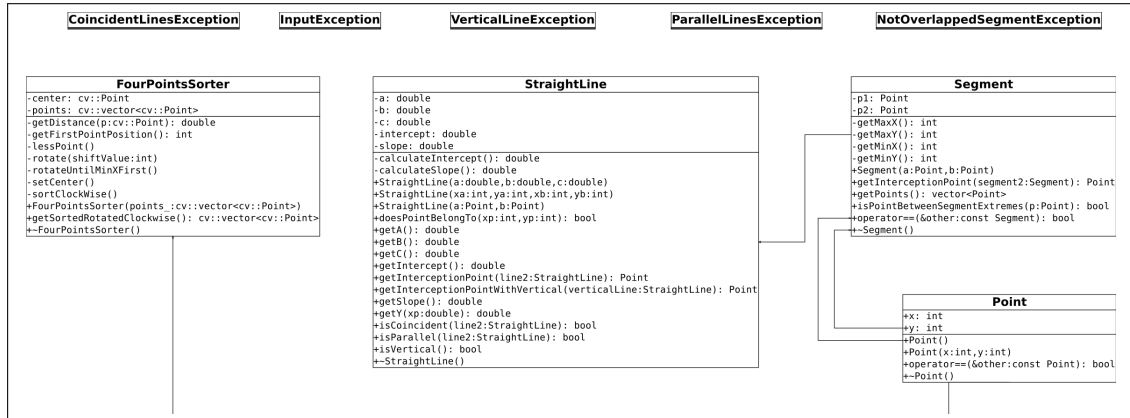 CoincidentLinesException
InputException
VerticalLineException
ParallelLinesException
NotOverlappedSegmentException
FourPointsSorter
-center: cv::Point
-points: cv::vector<cv::Point>
-getDistance(p:cv::Point): double
-getFirstPointPosition(): int
-lessPoint()
-rotate(shiftValue:int)
-rotateUntilMinXFirst()
-setCenter()
-sortClockWise()
+FourPointsSorter(points_:cv::vector<cv::Point>)
+getSortedRotatedClockwise(): cv::vector<cv::Point>
+~FourPointsSorter()
StraightLine
-a: double
-b: double
-c: double
-intercept: double
-slope: double
-calculateIntercept(): double
-calculateSlope(): double
+StraightLine(a:double,b:double,c:double)
+StraightLine(xa:int,ya:int,xb:int,yb:int)
+StraightLine(a:Point,b:Point)
+doesPointBelongTo(xp:int,yp:int): bool
+getA(): double
+getB(): double
+getC(): double
+getIntercept(): double
+getInterceptionPoint(line2:StraightLine): Point
+getInterceptionPointWithVertical(verticalLine:StraightLine): Point
+getSlope(): double
+getY(xp:double): double
+isCoincident(line2:StraightLine): bool
+isParallel(line2:StraightLine): bool
+isVertical(): bool
+~StraightLine()
Segment
-p1: Point
-p2: Point
-getMaxX(): int
-getMaxY(): int
-getMinX(): int
-getMinY(): int
+Segment(a:Point,b:Point)
+getInterceptionPoint(segment2:Segment): Point
+getPoints(): vector<Point>
+isPointBetweenSegmentExtremes(p:Point): bool
+operator==(&other:const Segment): bool
+~Segment()
Point
+x: int
+y: int
+Point()
+Point(x:int,y:int)
+operator==(&other:const Point): bool
+~Point()